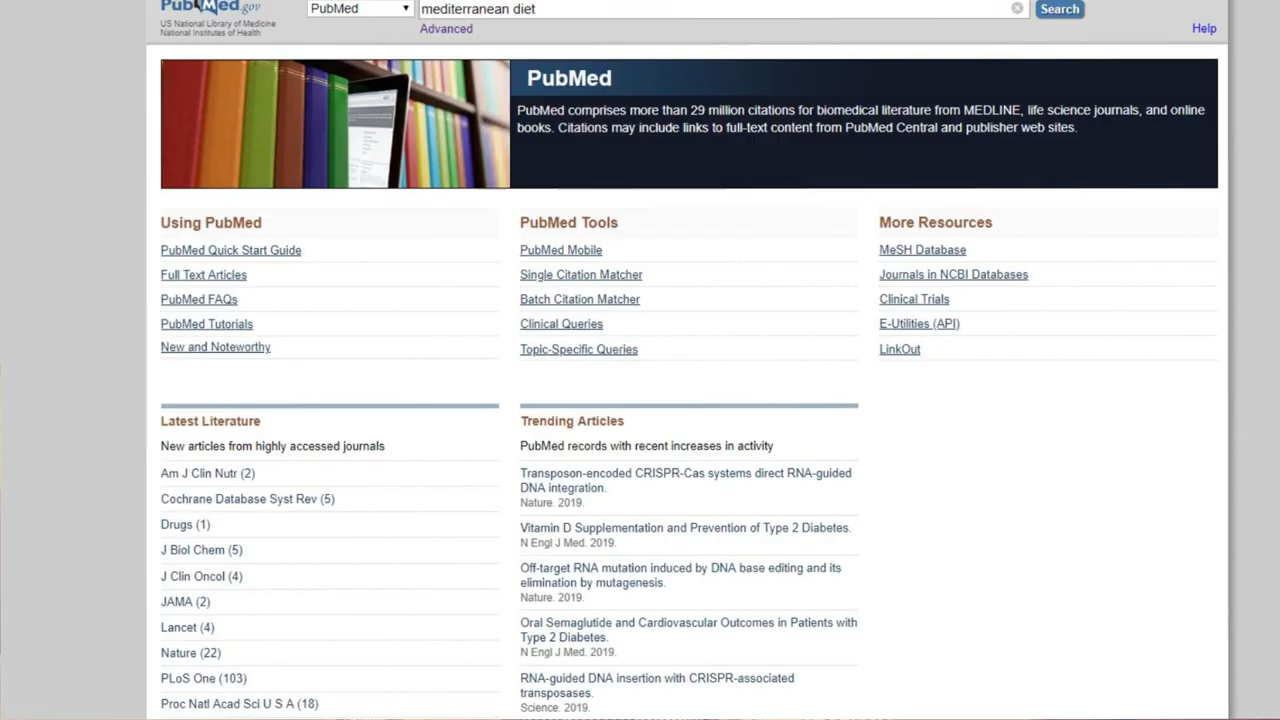 PubMed.gov
US National Library of Medicine
National Institutes of Health
PubMed
mediterranean diet
Search
Advanced
Help
PubMed
PubMed comprises more than 29 million citations for biomedical literature from MEDLINE, life science journals, and online
books. Citations may include links to full-text content from PubMed Central and publisher web sites.
Using PubMed
PubMed Quick Start Guide
Full Text Articles
PubMed FAQs
PubMed Tutorials
New and Noteworthy
PubMed Tools
PubMed Mobile
Single Citation Matcher
Batch Citation Matcher
Clinical Queries
Topic-Specific Queries
More Resources
MeSH Database
Journals in NCBI Databases
Clinical Trials
E-Utilities (API)
LinkOut
Latest Literature
New articles from highly accessed journals
Am J Clin Nutr (2)
Cochrane Database Syst Rev (5)
Drugs (1)
J Biol Chem (5)
J Clin Oncol (4)
JAMA (2)
Lancet (4)
Nature (22)
PLoS One (103)
Proc Natl Acad Sci U S A (18)
Trending Articles
PubMed records with recent increases in activity
Transposon-encoded CRISPR-Cas systems direct RNA-guided
DNA integration.
Nature. 2019.
Vitamin D Supplementation and Prevention of Type 2 Diabetes.
N Engl J Med. 2019.
Off-target RNA mutation induced by DNA base editing and its
elimination by mutagenesis.
Nature. 2019.
Oral Semaglutide and Cardiovascular Outcomes in Patients with
Type 2 Diabetes.
N Engl J Med. 2019.
RNA-guided DNA insertion with CRISPR-associated
transposases.
Science. 2019.